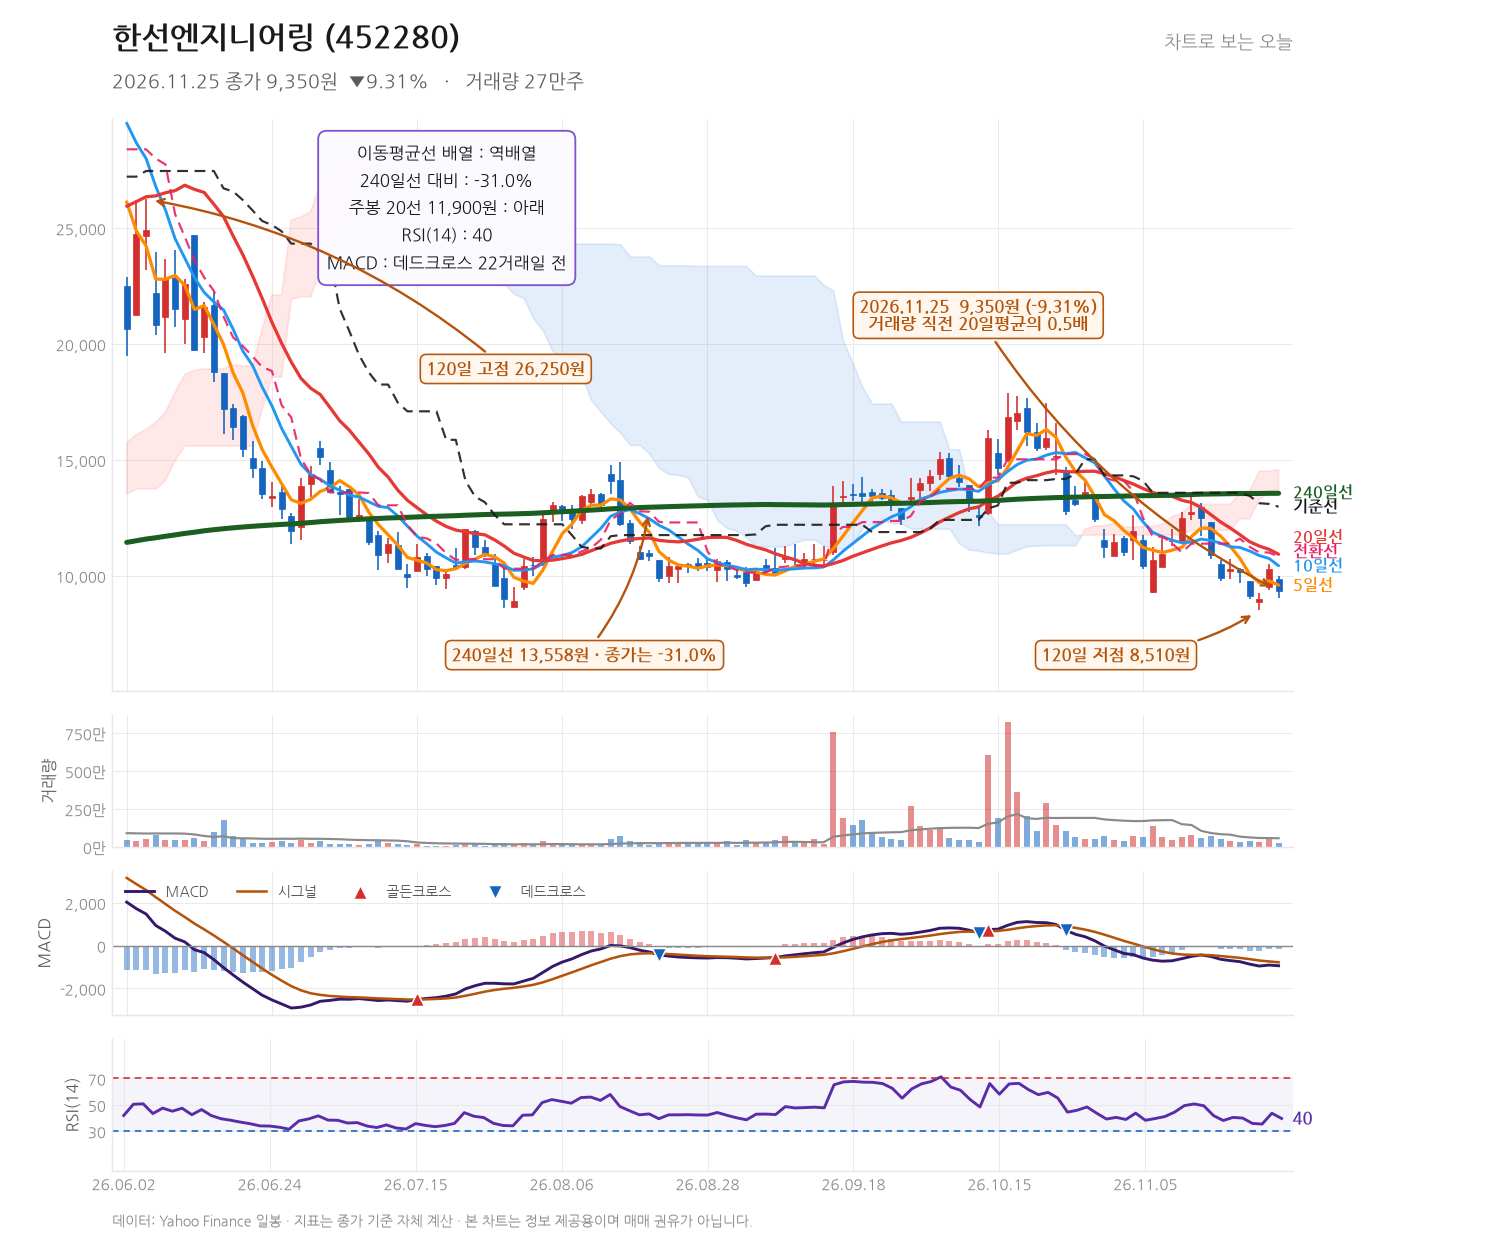 한선엔지니어링 (452280)
차트로 보는 오늘
2026.11.25 종가 9,350원 ▼9.31% · 거래량 27만주
이동평균선 배열 : 역배열
240일선 대비 : -31.0%
주봉 20선 11,900원 : 아래
RSI(14) : 40
MACD : 데드크로스 22거래일 전
25,000
20,000
15,000
10,000
120일 고점 26,250원
2026.11.25 9,350원 (-9.31%)
거래량 직전 20일평균의 0.5배
240일선 13,558원 · 종가는 -31.0%
120일 저점 8,510원
240일선
기준선
20일선
전환선
10일선
5일선
거래량
750만
500만
250만
0만
MACD
MACD
시그널
골든크로스
데드크로스
2,000
0
-2,000
RSI(14)
70
50
30
40
26.06.02
26.06.24
26.07.15
26.08.06
26.08.28
26.09.18
26.10.15
26.11.05
데이터: Yahoo Finance 일봉 · 지표는 종가 기준 자체 계산 · 본 차트는 정보 제공용이며 매매 권유가 아닙니다.